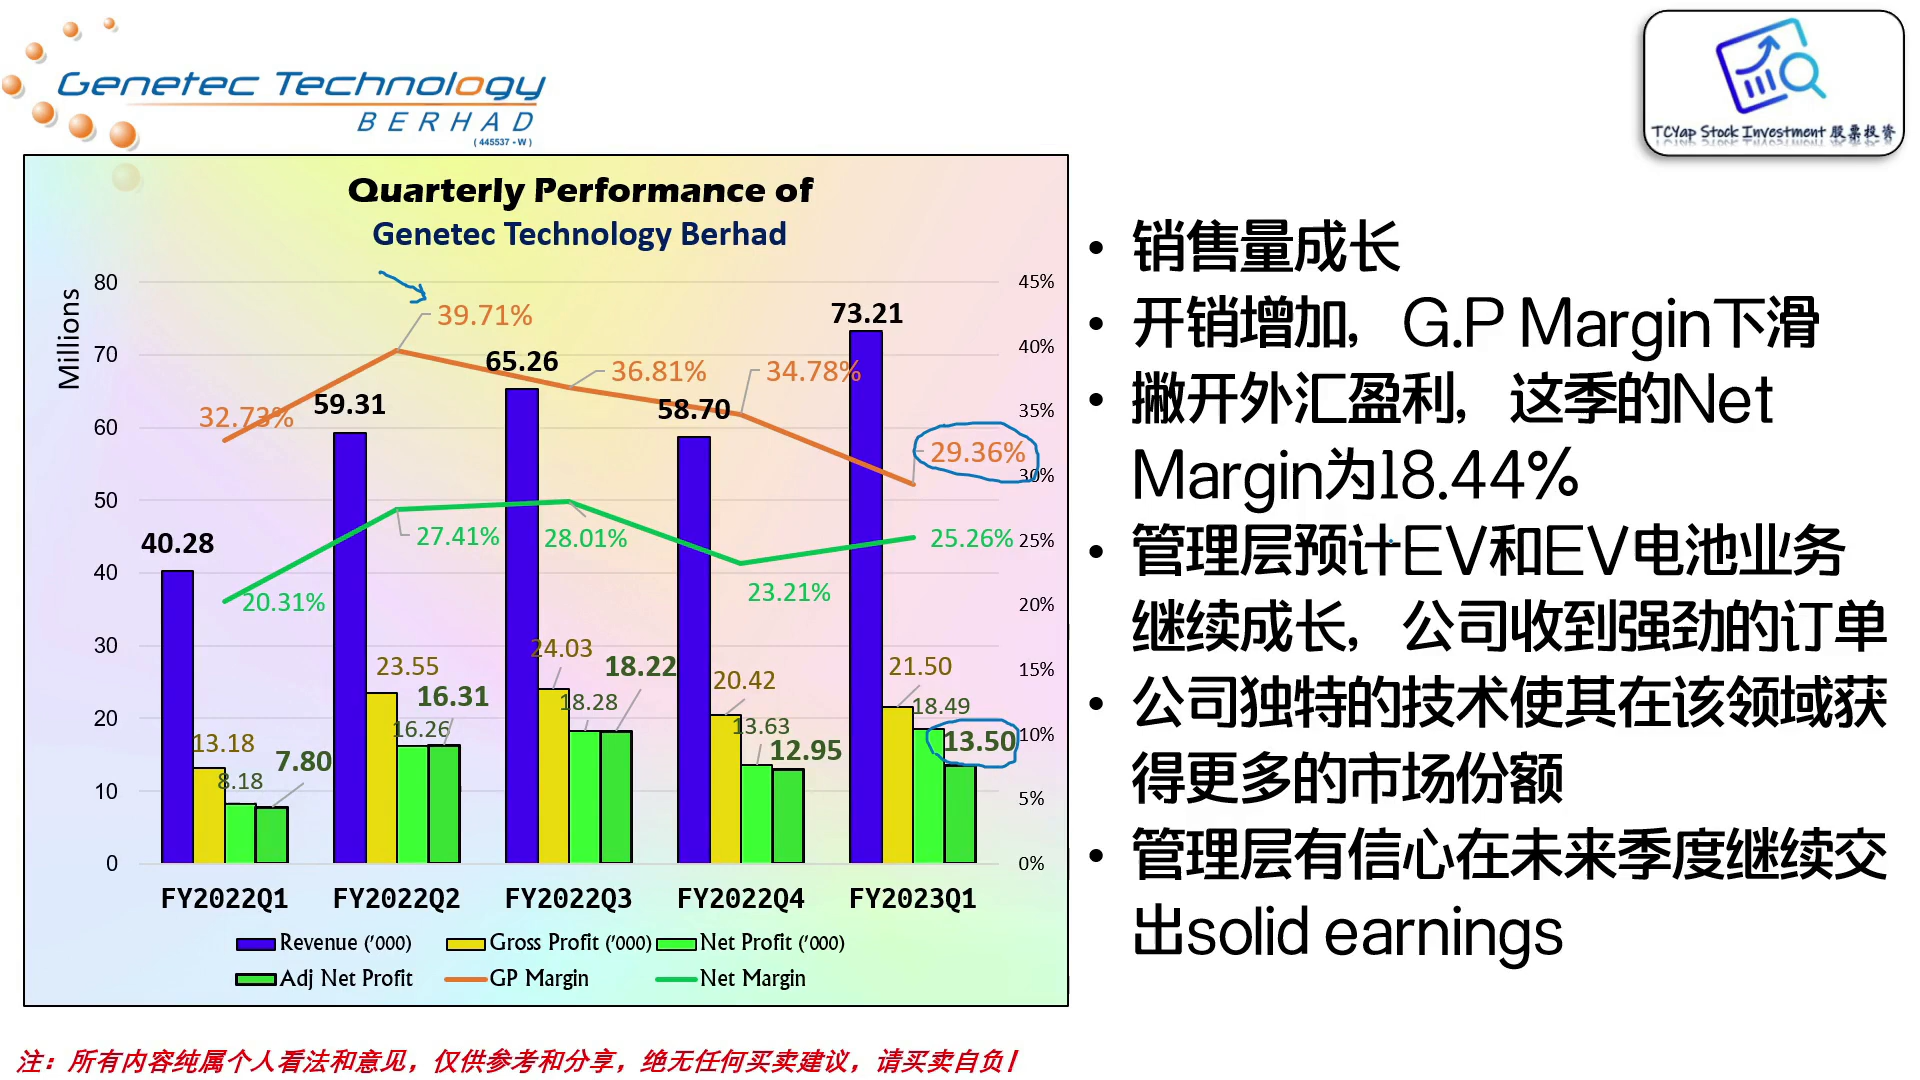 Genetec Technology
BERHAD
(445537-W)
TCYap Stock Investment 股票投资
Quarterly Performance of
Genetec Technology Berhad
Millions
80
70
60
50
40
30
20
10
0
45%
40%
35%
30%
25%
20%
15%
10%
5%
0%
39.71%
73.21
65.26
36.81%
34.78%
32.73%
59.31
58.70
29.36%
40.28
27.41%
28.01%
25.26%
20.31%
23.21%
24.03
23.55
18.22
20.42
21.50
16.31
18.28
18.49
13.18
16.26
13.63
13.50
7.80
12.95
8.18
FY2022Q1 FY2022Q2 FY2022Q3 FY2022Q4 FY2023Q1
Revenue ('000) Gross Profit ('000) Net Profit ('000)
Adj Net Profit GP Margin Net Margin
• 销售量成长
• 开销增加，G.P Margin下滑
• 撇开外汇盈利，这季的Net
Margin为18.44%
• 管理层预计EV和EV电池业务
继续成长，公司收到强劲的订单
• 公司独特的技术使其在该领域获
得更多的市场份额
• 管理层有信心在未来季度继续交
出solid earnings
注：所有内容纯属个人看法和意见，仅供参考和分享，绝无任何买卖建议，请买卖自负